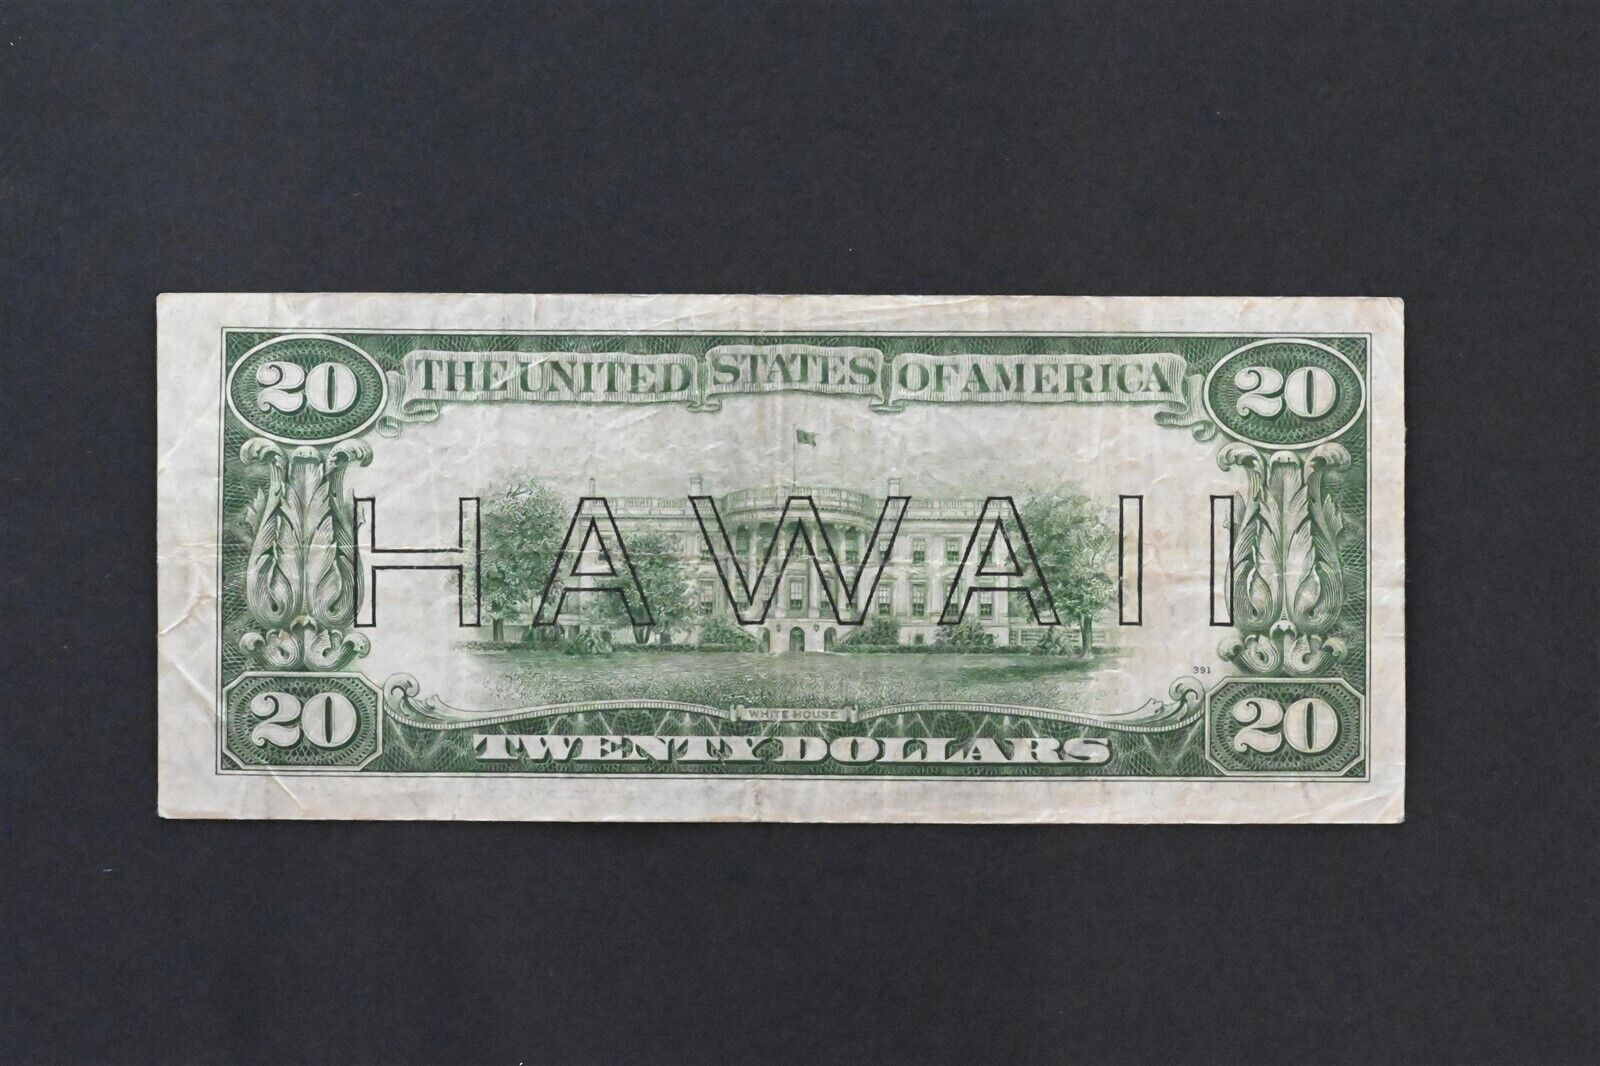 20 THE UNITED STATES OF AMERICA 20
HAWAII
391
WHITE HOUSE
20 TWENTY DOLLARS 20